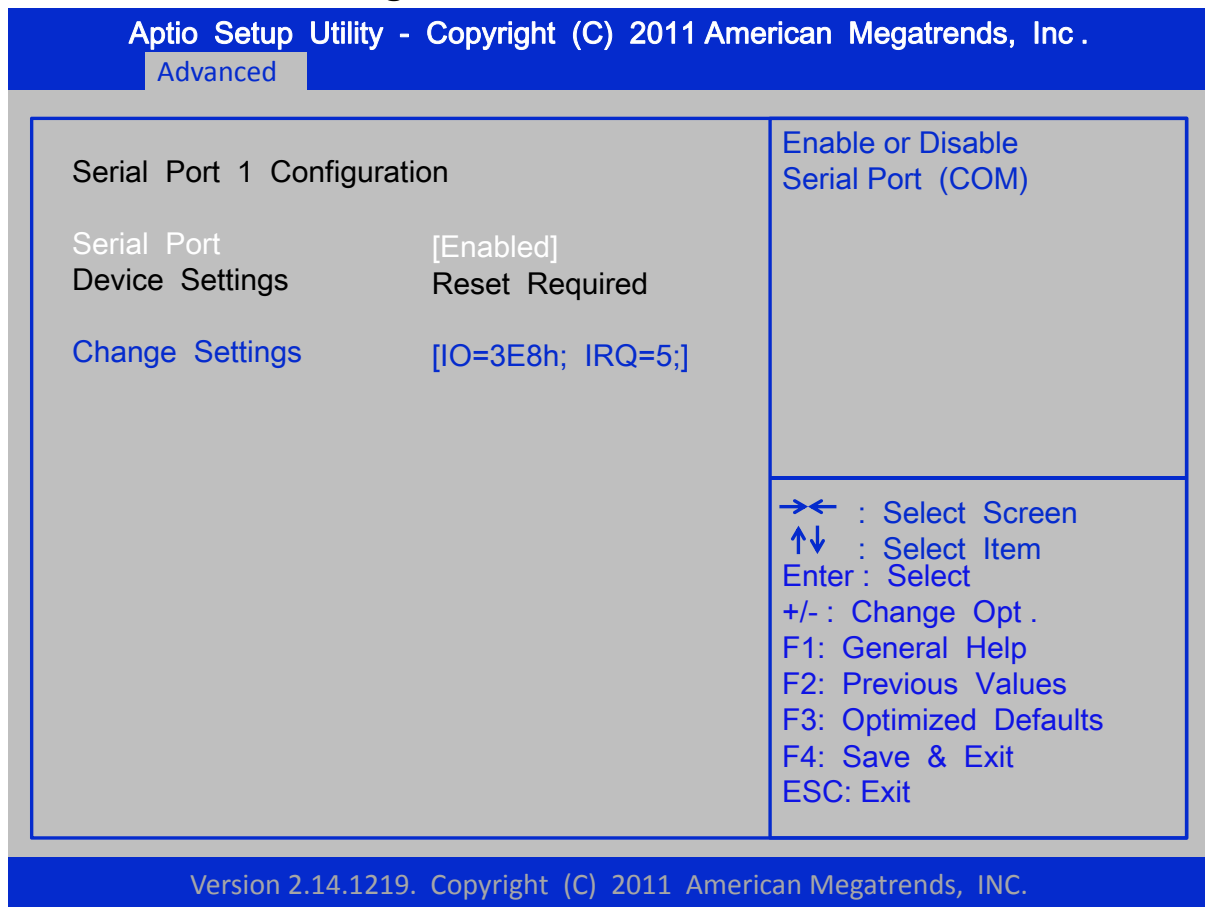 Aptio Setup Utility - Copyright (C) 2011 American Megatrends, Inc .
Advanced
Serial Port 1 Configuration
Serial Port [Enabled]
Device Settings Reset Required
Change Settings [IO=3E8h; IRQ=5;]
Enable or Disable
Serial Port (COM)
→← : Select Screen
↑↓ : Select Item
Enter : Select
+/- : Change Opt .
F1: General Help
F2: Previous Values
F3: Optimized Defaults
F4: Save & Exit
ESC: Exit
Version 2.14.1219. Copyright (C) 2011 American Megatrends, INC.